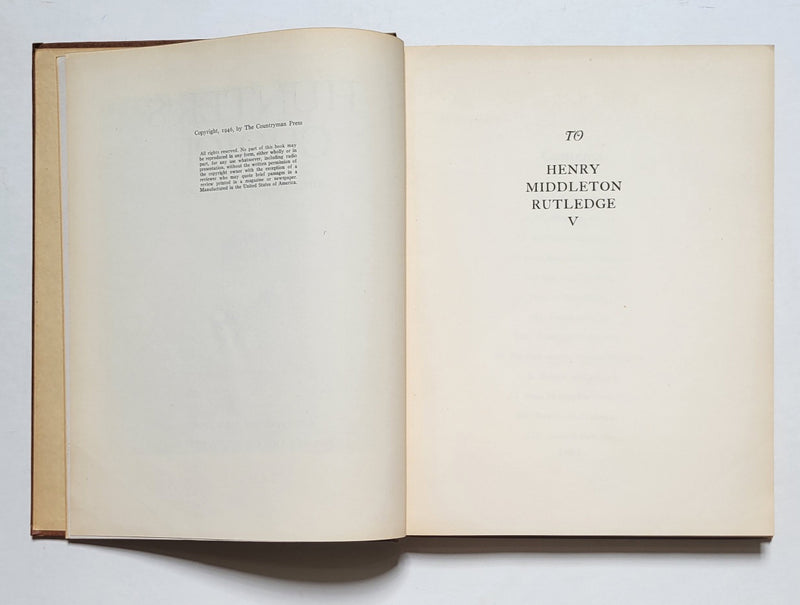 Copyright, 1946, by The Countryman Press
All rights reserved. No part of this book may
be reproduced in any form, either wholly or in
part, for any use whatsoever, including radio
presentation, without the written permission of
the copyright owner with the exception of a
reviewer who may quote brief passages in a
review printed in a magazine or newspaper.
Manufactured in the United States of America.
TO
HENRY
MIDDLETON
RUTLEDGE
V